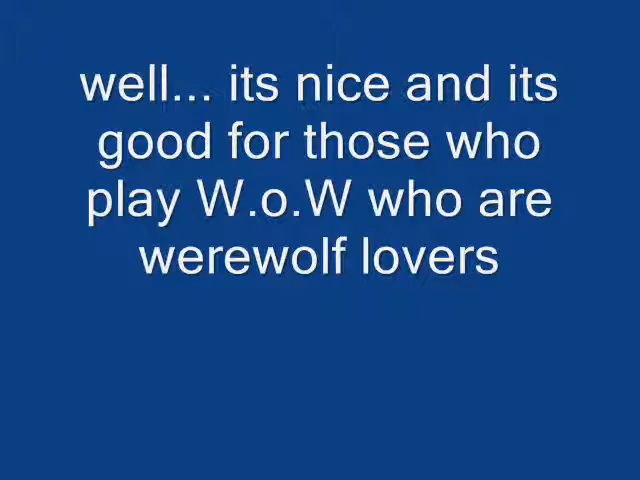 well... its nice and its
good for those who
play W.o.W who are
werewolf lovers